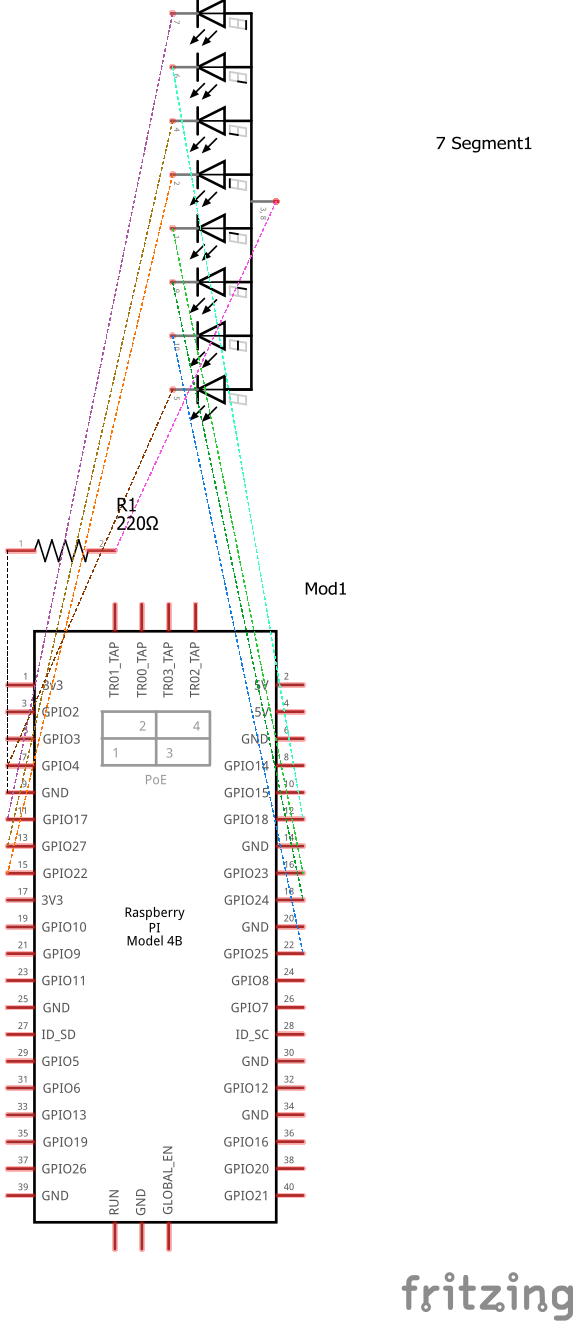 7
6
4
2
3, 8
1
9
10
5
7 Segment1
R1
220Ω
1
2
Mod1
TR01_TAP
TR00_TAP
TR03_TAP
TR02_TAP
2 4
1 3
PoE
Raspberry
PI
Model 4B
1 3V3 5V 2
3 GPIO2 5V 4
GPIO3 GND 6
7 GPIO4 GPIO14 8
9 GND GPIO15 10
11 GPIO17 GPIO18 12
13 GPIO27 GND 14
15 GPIO22 GPIO23 16
17 3V3 GPIO24 18
19 GPIO10 GND 20
21 GPIO9 GPIO25 22
23 GPIO11 GPIO8 24
25 GND GPIO7 26
27 ID_SD ID_SC 28
29 GPIO5 GND 30
31 GPIO6 GPIO12 32
33 GPIO13 GND 34
35 GPIO19 GPIO16 36
37 GPIO26 GPIO20 38
39 GND GPIO21 40
RUN
GND
GLOBAL_EN
fritzing